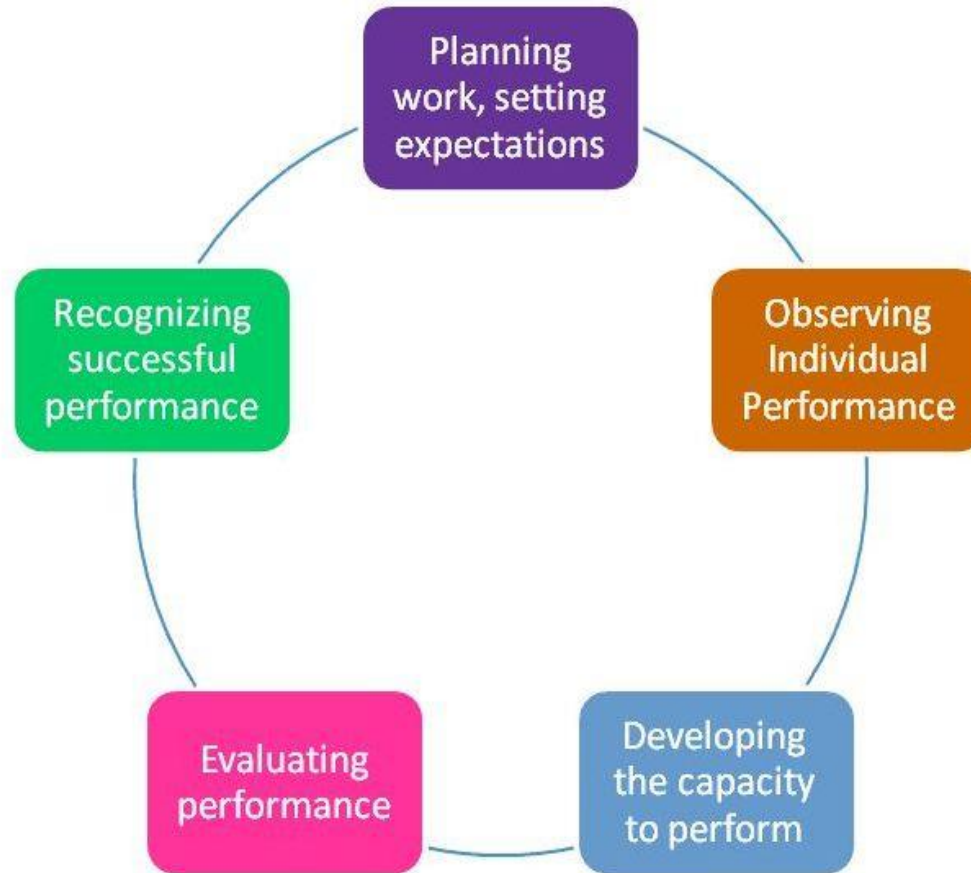 Planning
work, setting
expectations
Observing
Individual
Performance
Developing
the capacity
to perform
Evaluating
performance
Recognizing
successful
performance